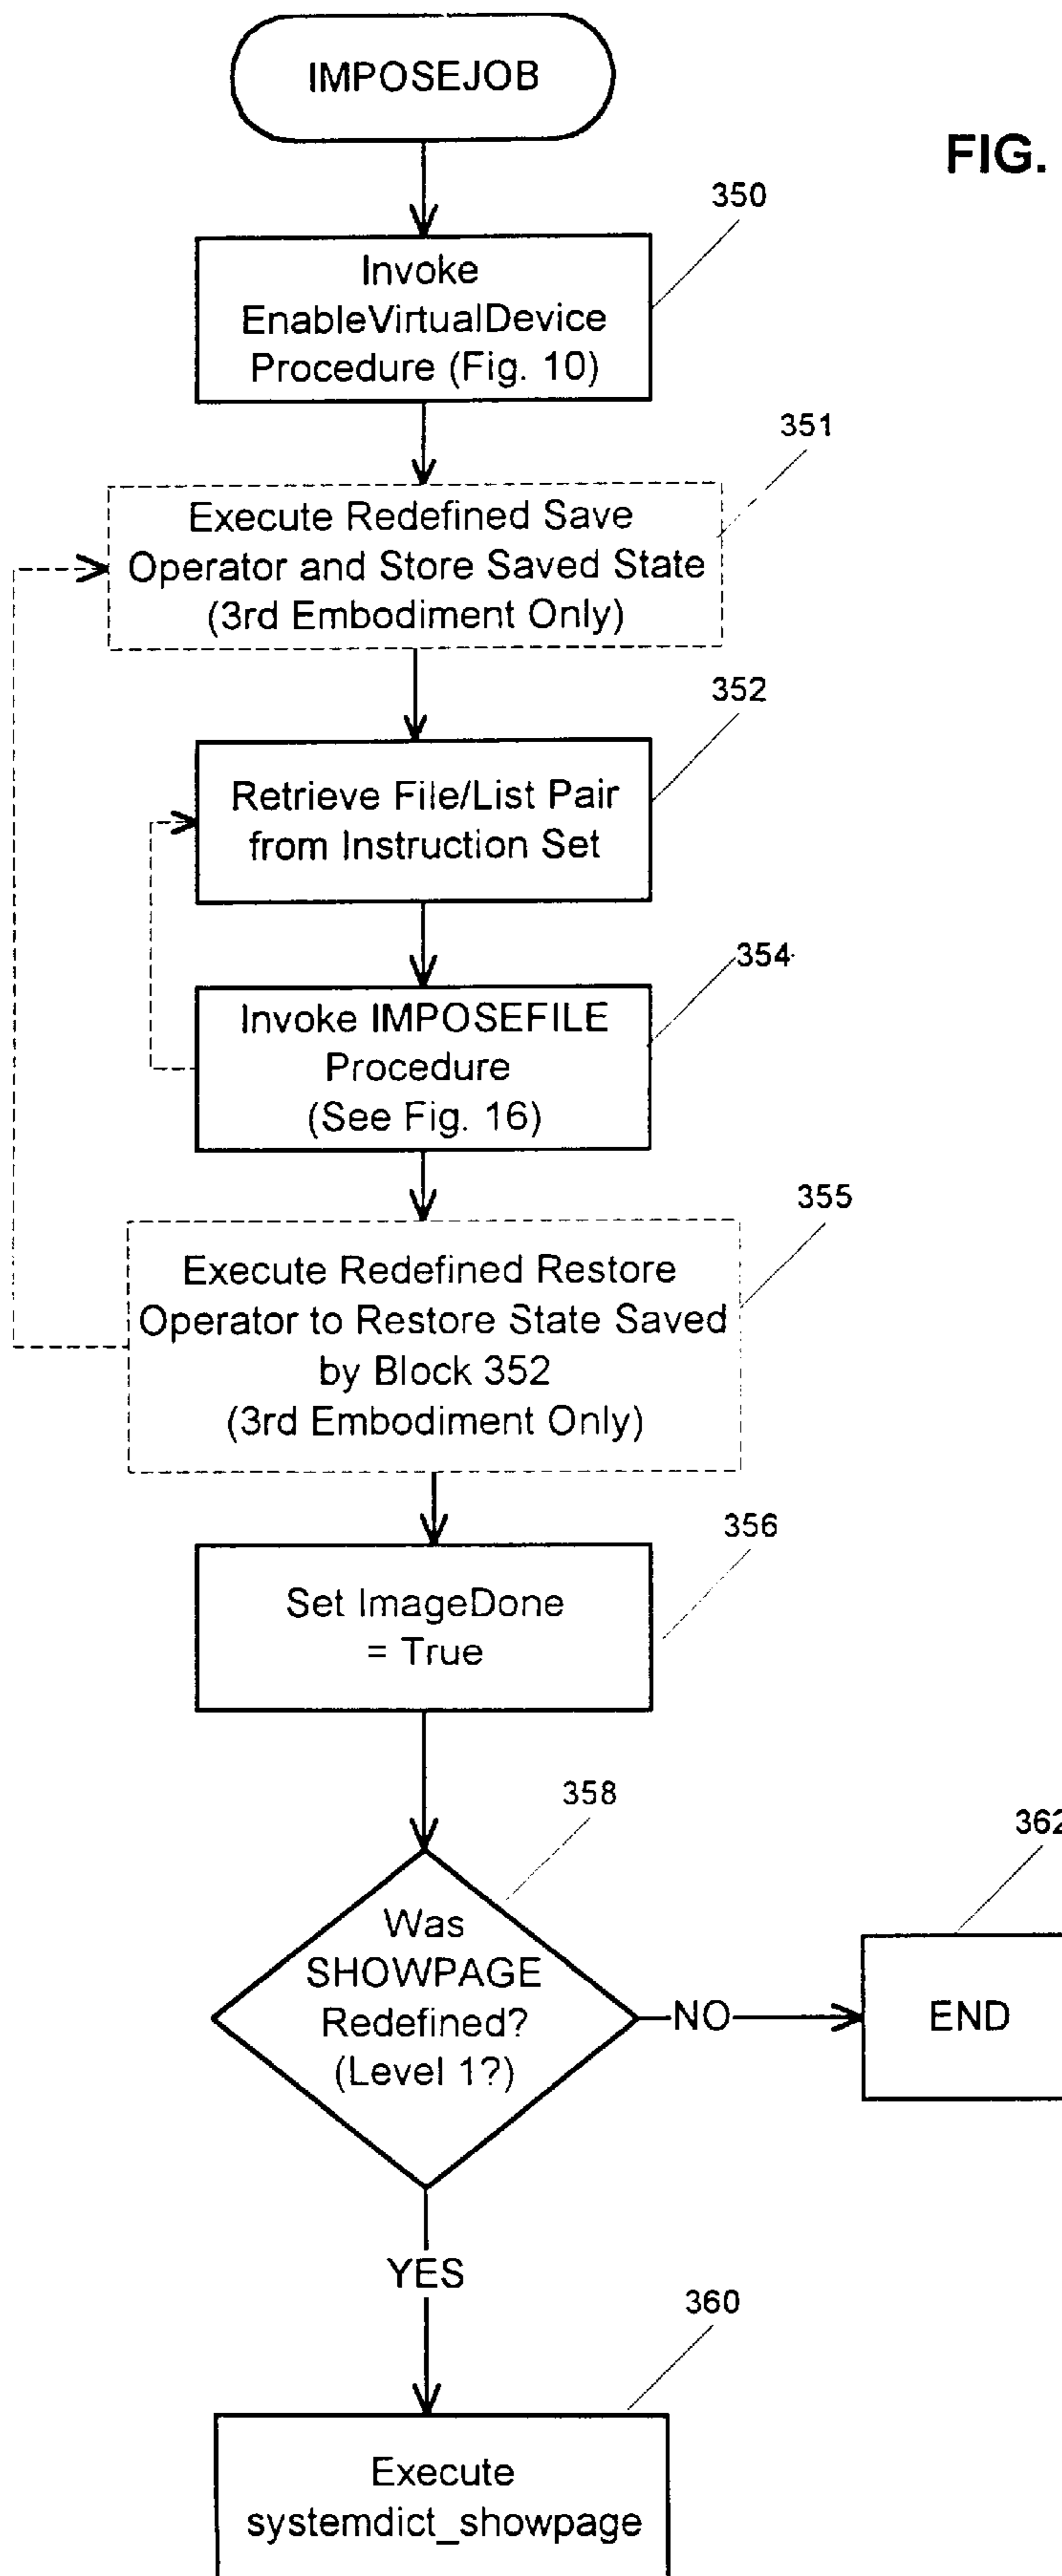 IMPOSEJOB
FIG.
350
Invoke
EnableVirtualDevice
Procedure (Fig. 10)
351
Execute Redefined Save
Operator and Store Saved State
(3rd Embodiment Only)
352
Retrieve File/List Pair
from Instruction Set
354
Invoke IMPOSEFILE
Procedure
(See Fig. 16)
355
Execute Redefined Restore
Operator to Restore State Saved
by Block 352
(3rd Embodiment Only)
356
Set ImageDone
= True
358
362
Was
SHOWPAGE
Redefined?
(Level 1?)
NO
END
YES
360
Execute
systemdict_showpage